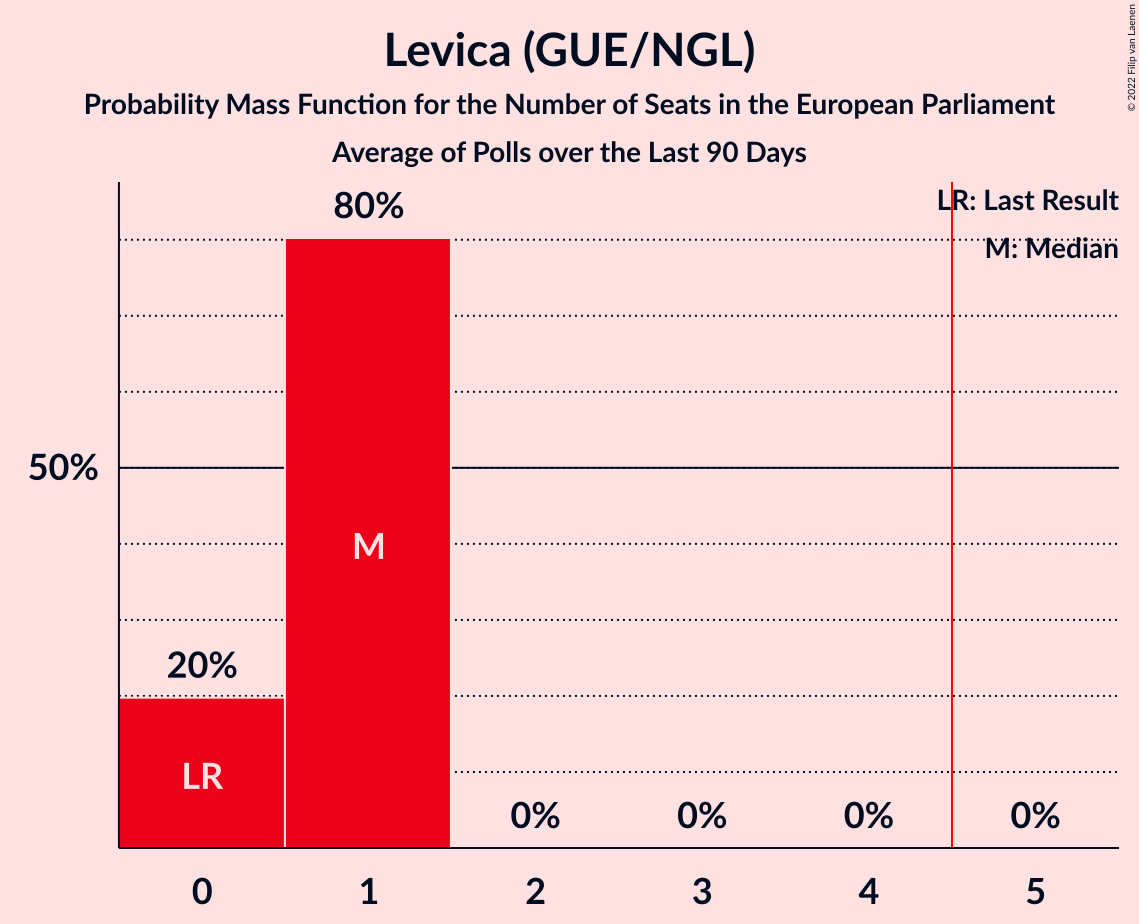 Levica (GUE/NGL)
Probability Mass Function for the Number of Seats in the European Parliament
Average of Polls over the Last 90 Days
© 2022 Filip van Laenen
LR: Last Result
M: Median
80%
50%
M
20%
LR
0% 0% 0% 0%
0 1 2 3 4 5